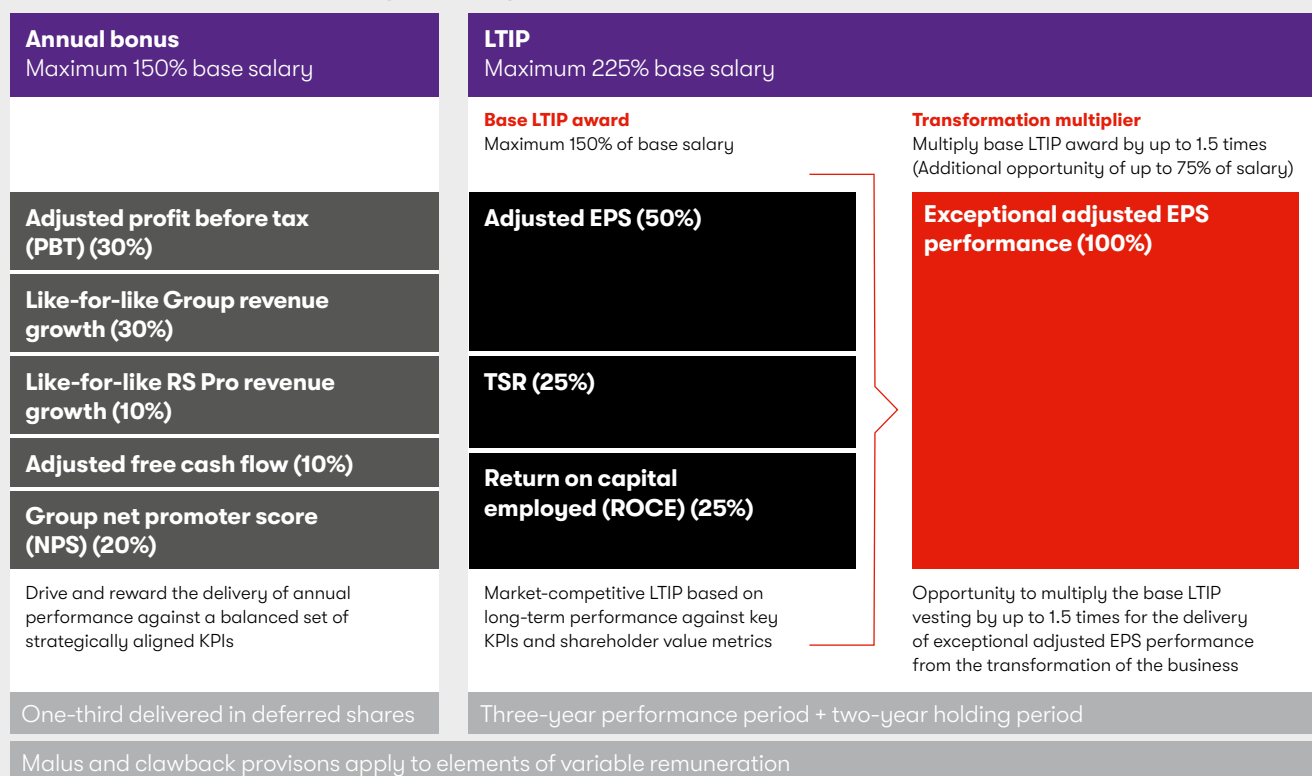 Annual bonus
Maximum 150% base salary
Adjusted profit before tax
(PBT) (30%)
Like-for-like Group revenue
growth (30%)
Like-for-like RS Pro revenue
growth (10%)
Adjusted free cash flow (10%)
Group net promoter score
(NPS) (20%)
Drive and reward the delivery of annual
performance against a balanced set of
strategically aligned KPIs
One-third delivered in deferred shares
LTIP
Maximum 225% base salary
Base LTIP award
Maximum 150% of base salary
Adjusted EPS (50%)
TSR (25%)
Return on capital
employed (ROCE) (25%)
Market-competitive LTIP based on
long-term performance against key
KPIs and shareholder value metrics
Transformation multiplier
Multiply base LTIP award by up to 1.5 times
(Additional opportunity of up to 75% of salary)
Exceptional adjusted EPS
performance (100%)
Opportunity to multiply the base LTIP
vesting by up to 1.5 times for the delivery
of exceptional adjusted EPS performance
from the transformation of the business
Three-year performance period + two-year holding period
Malus and clawback provisons apply to elements of variable remuneration